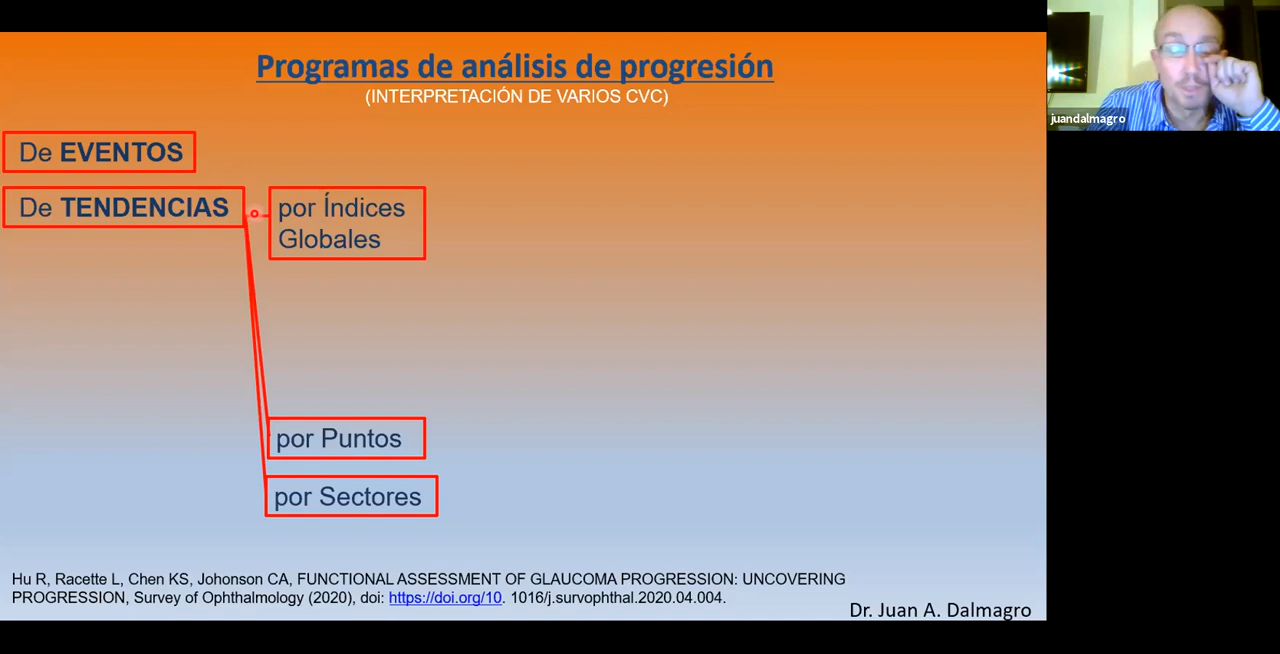 Programas de análisis de progresión
(INTERPRETACIÓN DE VARIOS CVC)
juandalmagro
De EVENTOS
De TENDENCIAS
por Índices
Globales
por Puntos
por Sectores
Hu R, Racette L, Chen KS, Johonson CA, FUNCTIONAL ASSESSMENT OF GLAUCOMA PROGRESSION: UNCOVERING
PROGRESSION, Survey of Ophthalmology (2020), doi: https://doi.org/10. 1016/j.survophthal.2020.04.004.
Dr. Juan A. Dalmagro